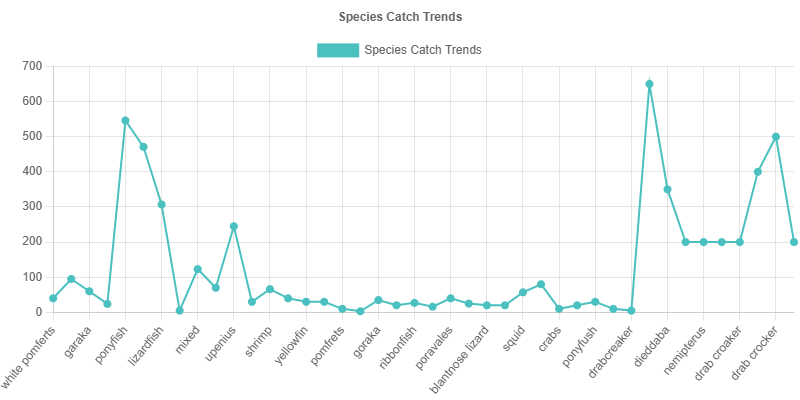 Species Catch Trends
Species Catch Trends
700
600
500
400
300
200
100
0
white pomferts
garaka
ponyfish
lizardfish
mixed
upenius
shrimp
yellowfin
pomfrets
goraka
ribbonfish
poravales
blantnose lizard
squid
crabs
ponyfush
drabcreaker
dieddaba
nemipterus
drab croaker
drab crocker